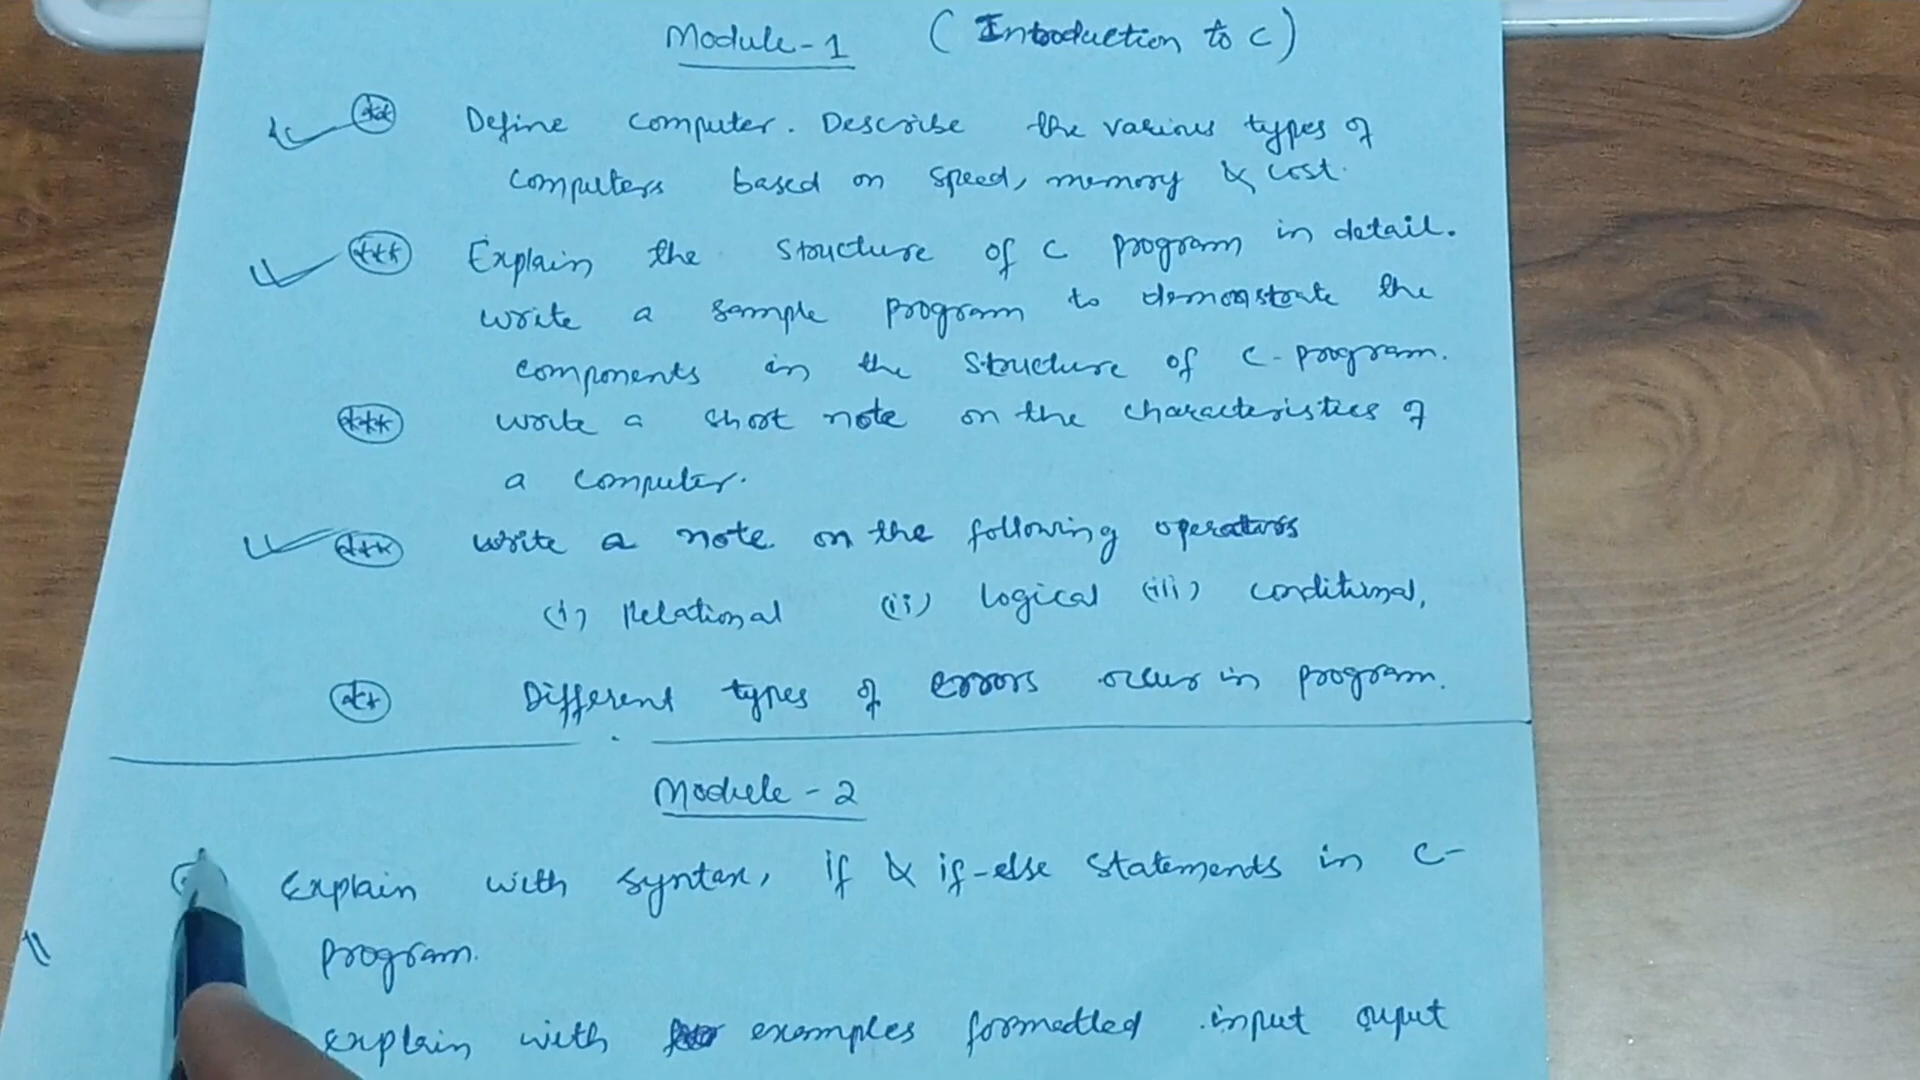 Module-1 (Introduction to C)
** Define computer. Describe the various types of
computers based on speed, memory & cost.
*** Explain the structure of C program in detail.
write a sample program to demonstrate the
components in the structure of C-program.
*** write a short note on the characteristics of
a computer.
*** write a note on the following operators
(i) Relational (ii) logical (iii) conditional,
** Different types of errors occur in program.
Module-2
Explain with syntax, if & if-else statements in C-
program.
explain with examples formatted input ouput